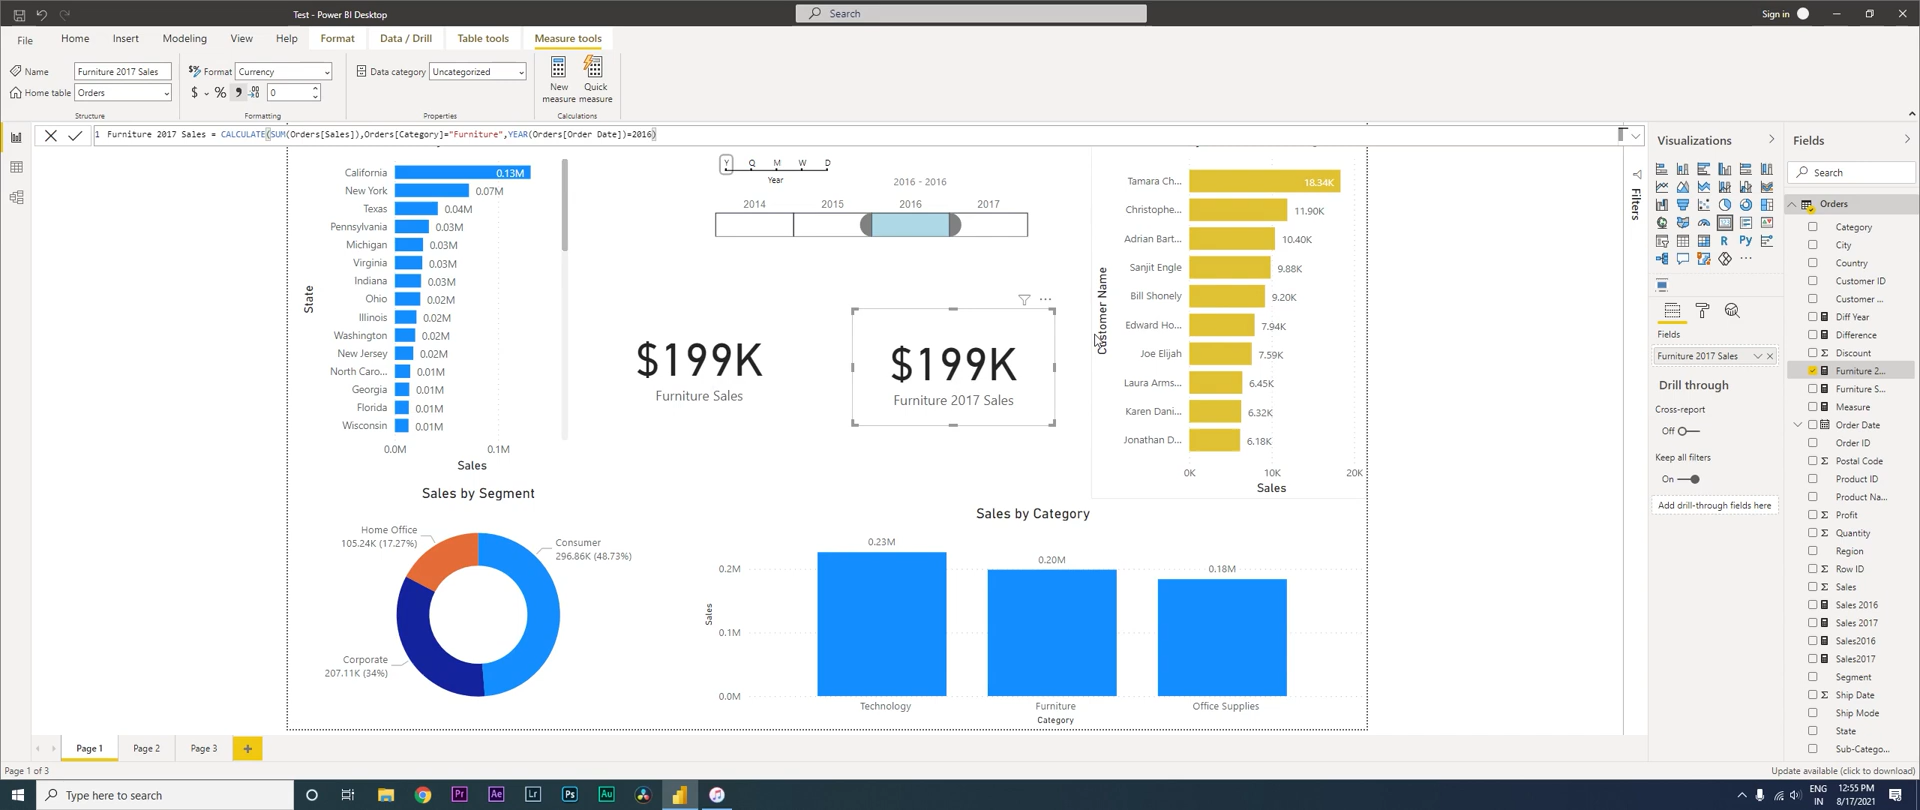 Test - Power BI Desktop
Search
Sign in
File
Home
Insert
Modeling
View
Help
Format
Data / Drill
Table tools
Measure tools
Name
Furniture 2017 Sales
Home table
Orders
Structure
Format
Currency
$
%
0
Formatting
Data category
Uncategorized
Properties
New measure
Quick measure
Calculations
1 Furniture 2017 Sales = CALCULATE(SUM(Orders[Sales]),Orders[Category]="Furniture",YEAR(Orders[Order Date])=2016)
State
California 0.13M
New York 0.07M
Texas 0.04M
Pennsylvania 0.03M
Michigan 0.03M
Virginia 0.03M
Indiana 0.03M
Ohio 0.02M
Illinois 0.02M
Washington 0.02M
New Jersey 0.02M
North Caro... 0.01M
Georgia 0.01M
Florida 0.01M
Wisconsin 0.01M
0.0M 0.1M
Sales
Y Q M W D
Year
2016 - 2016
2014 2015 2016 2017
$199K
Furniture Sales
$199K
Furniture 2017 Sales
Customer Name
Tamara Ch... 18.34K
Christophe... 11.90K
Adrian Bart... 10.40K
Sanjit Engle 9.88K
Bill Shonely 9.20K
Edward Ho... 7.94K
Joe Elijah 7.59K
Laura Arms... 6.45K
Karen Dani... 6.32K
Jonathan D... 6.18K
0K 10K 20K
Sales
Sales by Segment
Home Office
105.24K (17.27%)
Consumer
296.86K (48.73%)
Corporate
207.11K (34%)
Sales by Category
Sales
0.2M
0.1M
0.0M
0.23M
0.20M
0.18M
Technology Furniture Office Supplies
Category
Filters
Visualizations
R
Py
Fields
Furniture 2017 Sales
Drill through
Cross-report
Off
Keep all filters
On
Add drill-through fields here
Fields
Search
Orders
Category
City
Country
Customer ID
Customer ...
Diff Year
Difference
Discount
Furniture 2...
Furniture S...
Measure
Order Date
Order ID
Postal Code
Product ID
Product Na...
Profit
Quantity
Region
Row ID
Sales
Sales 2016
Sales 2017
Sales2016
Sales2017
Segment
Ship Date
Ship Mode
State
Sub-Catego...
Page 1
Page 2
Page 3
Page 1 of 3
Update available (click to download)
Type here to search
Pr
Ae
Lr
Ps
Au
ENG
IN
12:55 PM
8/17/2021